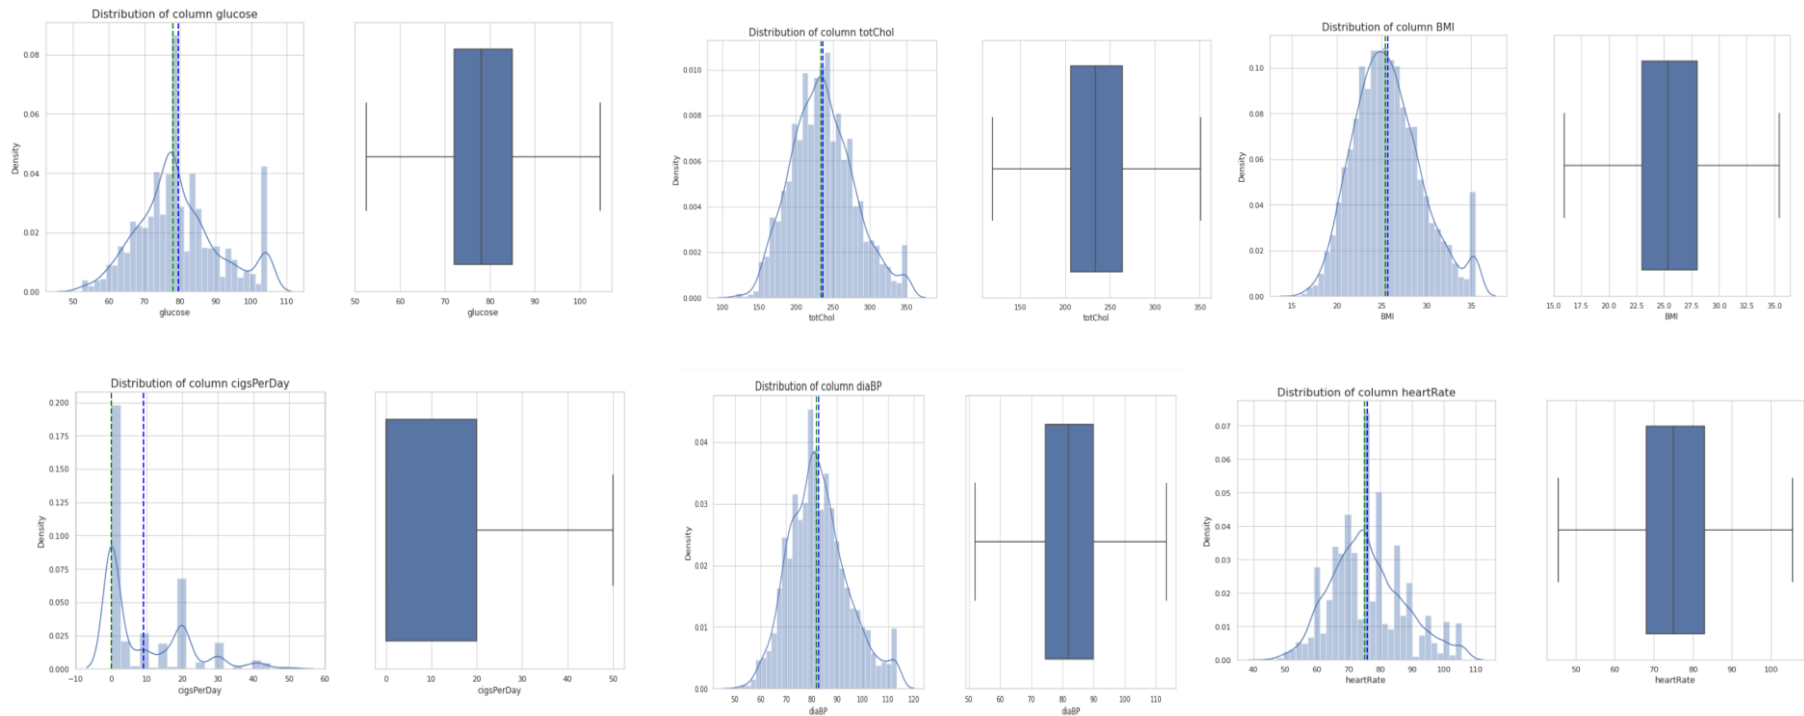 Distribution of column glucose
0.08
0.06
0.04
0.02
0.00
Density
50 60 70 80 90 100 110
glucose
50 60 70 80 90 100
glucose
Distribution of column totChol
0.010
0.008
0.006
0.004
0.002
0.000
Density
100 150 200 250 300 350
totChol
150 200 250 300 350
totChol
Distribution of column BMI
0.10
0.08
0.06
0.04
0.02
0.00
Density
15 20 25 30 35
BMI
15.0 17.5 20.0 22.5 25.0 27.5 30.0 32.5 35.0
BMI
Distribution of column cigsPerDay
0.200
0.175
0.150
0.125
0.100
0.075
0.050
0.025
0.000
Density
−10 0 10 20 30 40 50 60
cigsPerDay
0 10 20 30 40 50
cigsPerDay
Distribution of column diaBP
0.04
0.03
0.02
0.01
0.00
Density
50 60 70 80 90 100 110 120
diaBP
60 70 80 90 100 110
diaBP
Distribution of column heartRate
0.07
0.06
0.05
0.04
0.03
0.02
0.01
0.00
Density
40 50 60 70 80 90 100 110
heartRate
50 60 70 80 90 100
heartRate